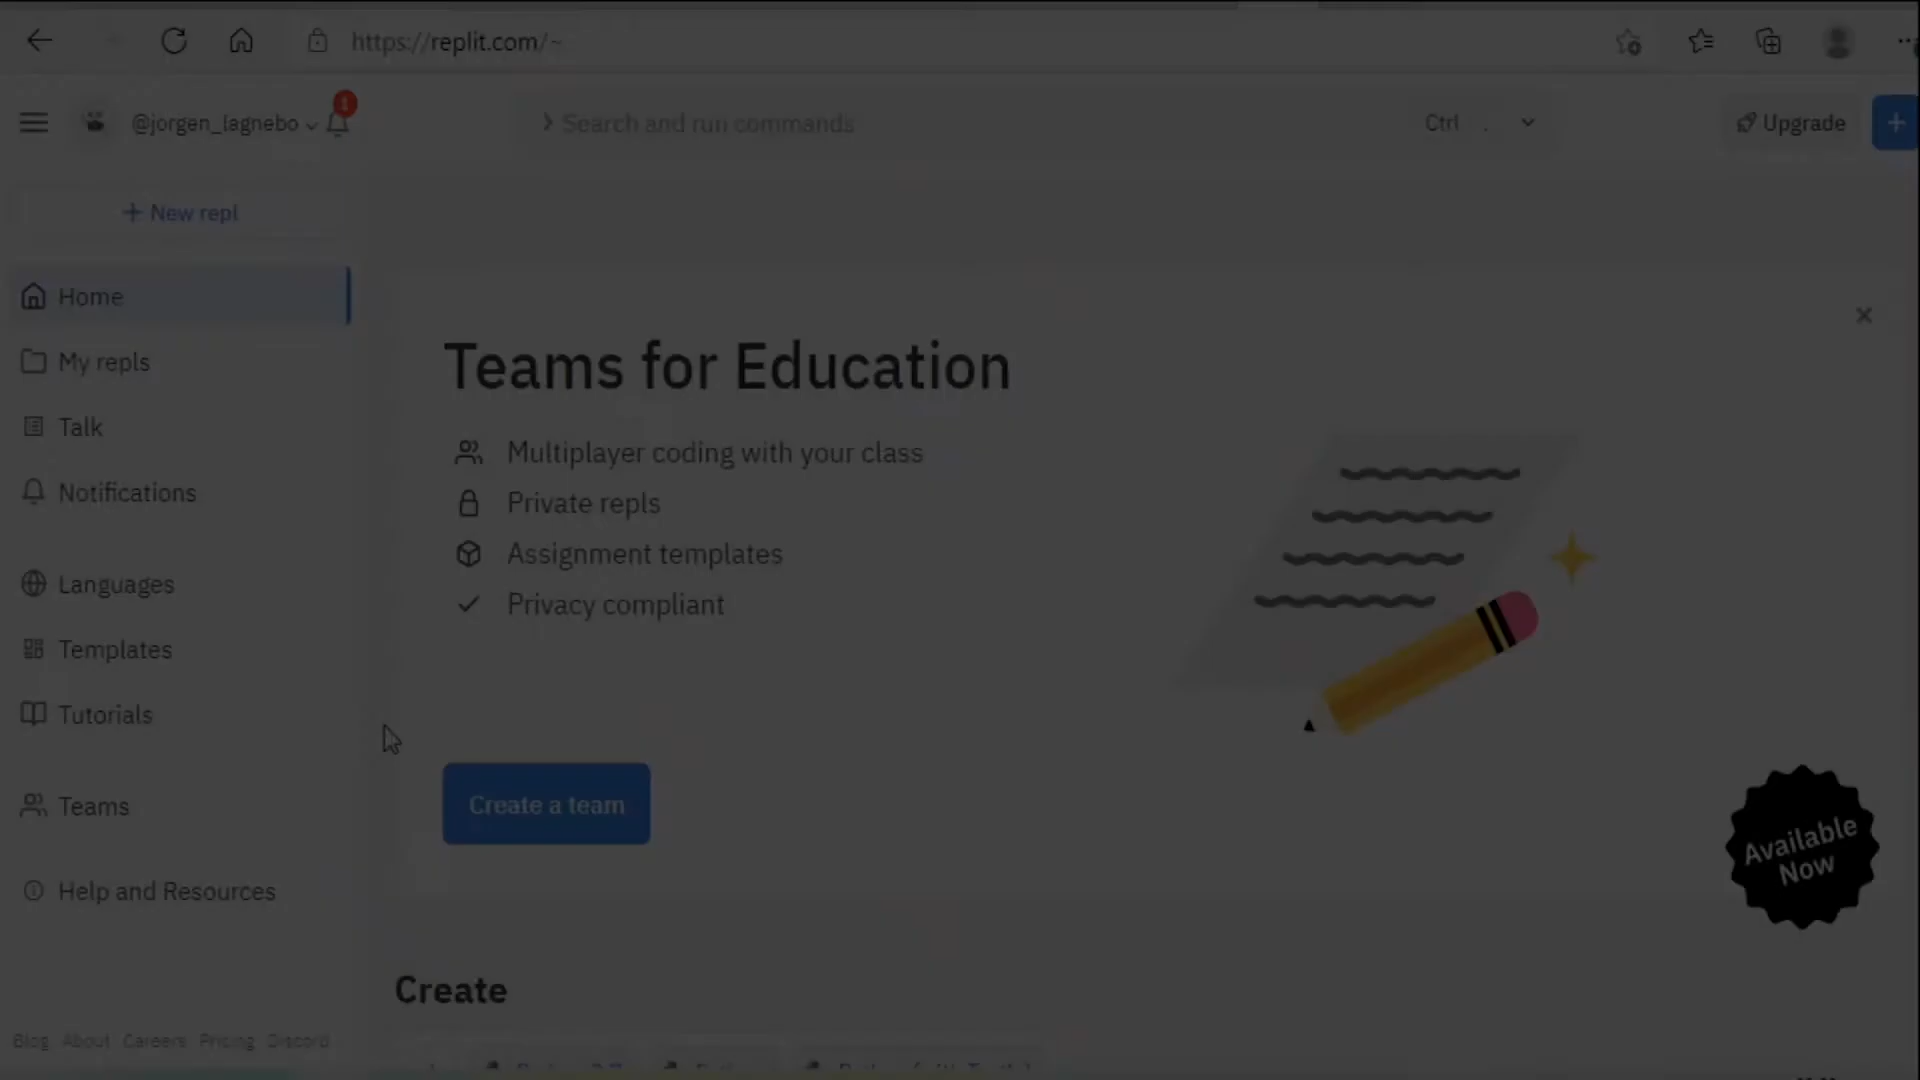 https://replit.com/~
@jorgen_lagnebo
1
Search and run commands
Ctrl .
Upgrade
+ New repl
Home
My repls
Talk
Notifications
Languages
Templates
Tutorials
Teams
Help and Resources
Blog About Careers Pricing Discord
Teams for Education
Multiplayer coding with your class
Private repls
Assignment templates
Privacy compliant
Create a team
Available
Now
Create